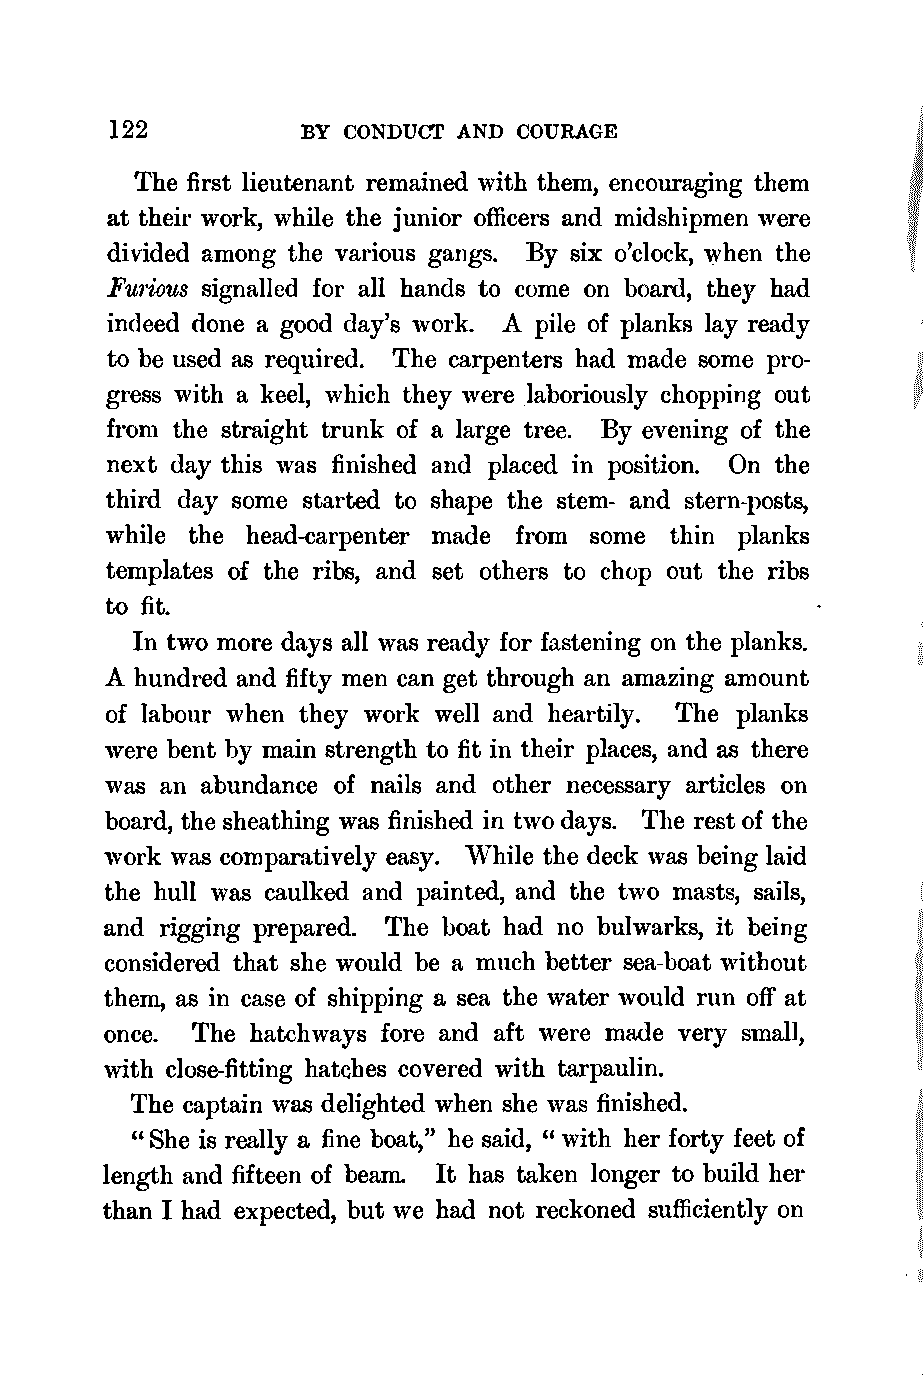 122 BY CONDUCT AND COURAGE
The first lieutenant remained with them, encouraging them
at their work, while the junior officers and midshipmen were
divided among the various gangs. By six o'clock, when the
Furious signalled for all hands to come on board, they had
indeed done a good day's work. A pile of planks lay ready
to be used as required. The carpenters had made some pro-
gress with a keel, which they were laboriously chopping out
from the straight trunk of a large tree. By evening of the
next day this was finished and placed in position. On the
third day some started to shape the stem- and stern-posts,
while the head-carpenter made from some thin planks
templates of the ribs, and set others to chop out the ribs
to fit.
In two more days all was ready for fastening on the planks.
A hundred and fifty men can get through an amazing amount
of labour when they work well and heartily. The planks
were bent by main strength to fit in their places, and as there
was an abundance of nails and other necessary articles on
board, the sheathing was finished in two days. The rest of the
work was comparatively easy. While the deck was being laid
the hull was caulked and painted, and the two masts, sails,
and rigging prepared. The boat had no bulwarks, it being
considered that she would be a much better sea-boat without
them, as in case of shipping a sea the water would run off at
once. The hatchways fore and aft were made very small,
with close-fitting hatches covered with tarpaulin.
The captain was delighted when she was finished.
"She is really a fine boat," he said, "with her forty feet of
length and fifteen of beam. It has taken longer to build her
than I had expected, but we had not reckoned sufficiently on